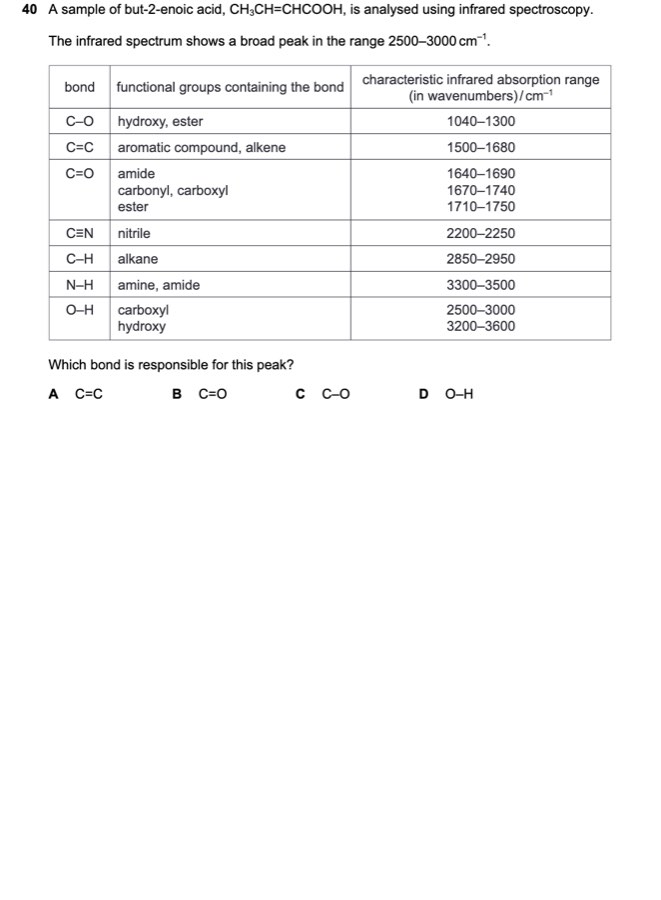 40 A sample of but-2-enoic acid, CH₃CH=CHCOOH, is analysed using infrared spectroscopy.
The infrared spectrum shows a broad peak in the range 2500–3000 cm⁻¹.
bond functional groups containing the bond characteristic infrared absorption range (in wavenumbers)/cm⁻¹
C–O hydroxy, ester 1040–1300
C=C aromatic compound, alkene 1500–1680
C=O amide 1640–1690
carbonyl, carboxyl 1670–1740
ester 1710–1750
C≡N nitrile 2200–2250
C–H alkane 2850–2950
N–H amine, amide 3300–3500
O–H carboxyl 2500–3000
hydroxy 3200–3600
Which bond is responsible for this peak?
A C=C B C=O C C–O D O–H